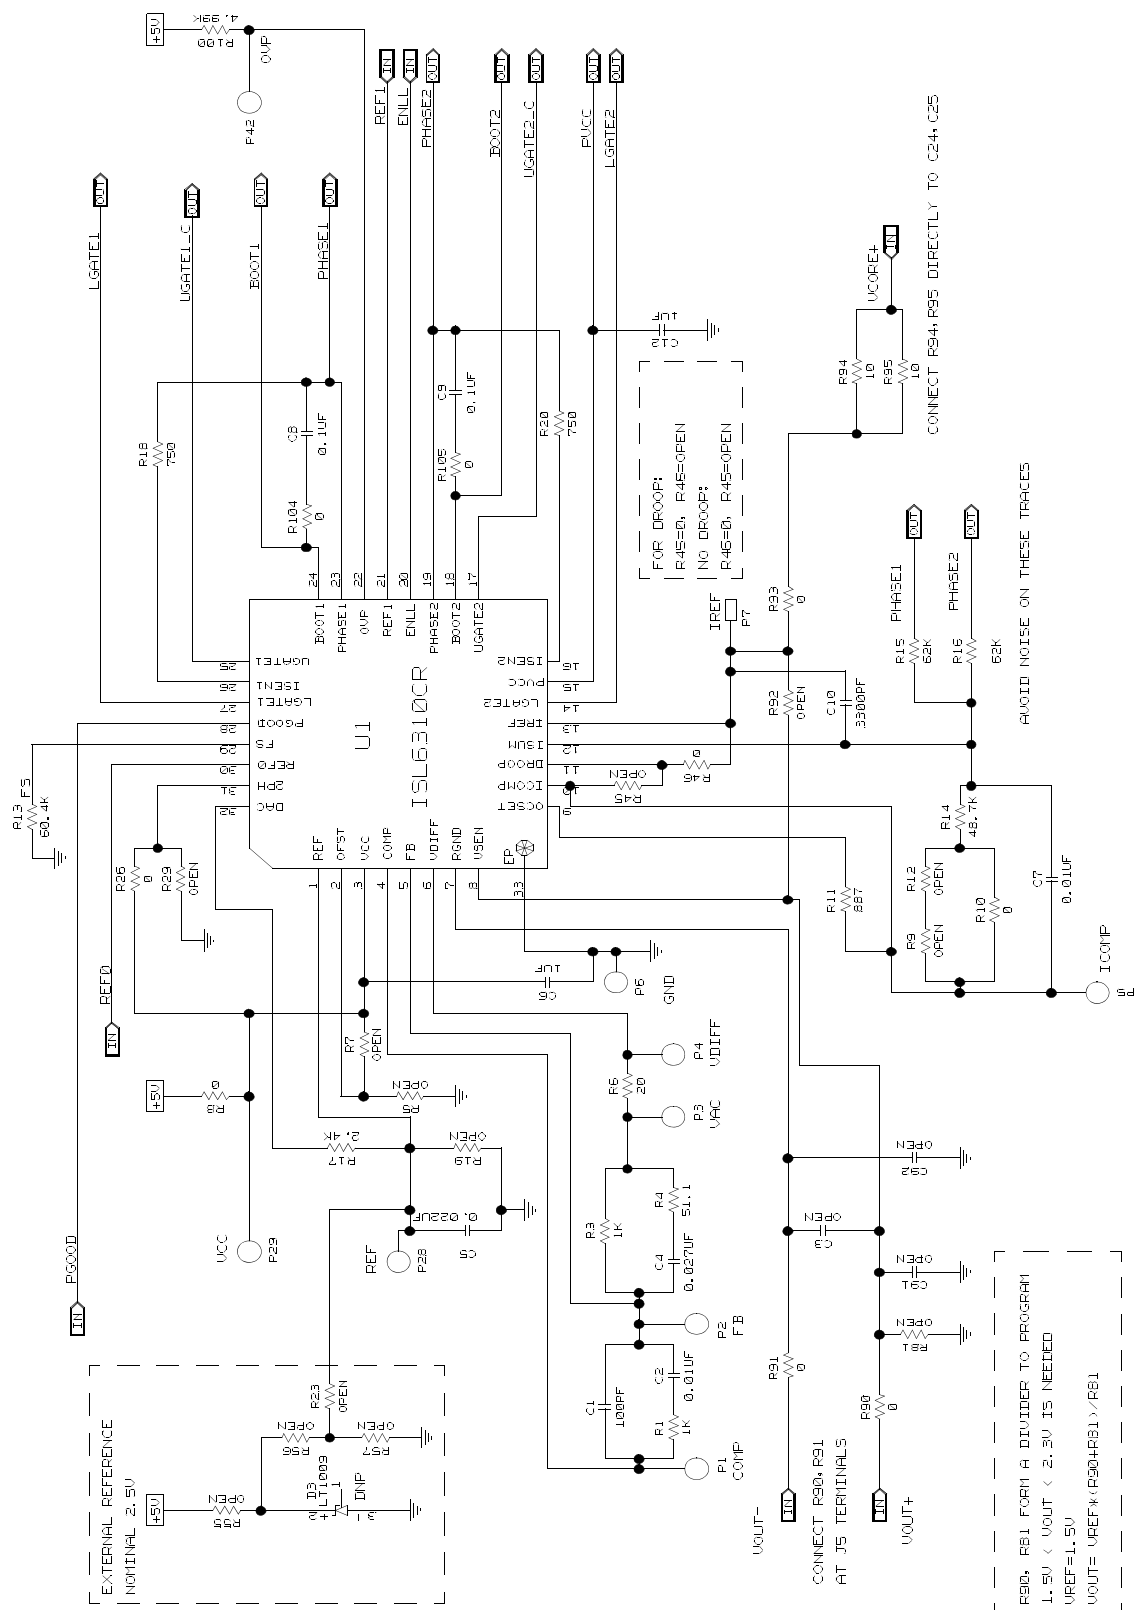 +5V
4.99K
R100
OVP
P42
IN
REF1
IN
ENLL
OUT
PHASE2
OUT
BOOT2
OUT
UGATE2_C
OUT
PVCC
OUT
LGATE2
OUT
LGATE1
OUT
UGATE1_C
OUT
BOOT1
OUT
PHASE1
R18
750
C8
0.1UF
R104
0
C9
0.1UF
R105
0
R20
750
1UF
C12
FOR DROOP:
R45=0, R46=OPEN
NO DROOP:
R46=0, R45=OPEN
IN
VCORE+
R94
10
R95
10
CONNECT R94,R95 DIRECTLY TO C24,C25
24
23
22
21
20
19
18
17
BOOT1
PHASE1
OVP
REF1
ENLL
PHASE2
BOOT2
UGATE2
25
UGATE1
26
ISEN1
27
LGATE1
28
PGOOD
29
FS
30
REF0
31
2PH
32
DAC
U1
ISL6310CR
ISEN2
16
PVCC
15
LGATE2
14
IREF
13
ISUM
12
DROOP
11
ICOMP
10
OCSET
9
REF
OFST
VCC
COMP
FB
VDIFF
RGND
VSEN
EP
1
2
3
4
5
6
7
8
33
IREF
P7
R93
0
R92
OPEN
C10
3300PF
OUT
PHASE1
OUT
PHASE2
R15
62K
R16
62K
AVOID NOISE ON THESE TRACES
R46
0
R45
OPEN
R13
60.4K
FS
R26
0
R29
OPEN
R11
887
R14
48.7K
R12
OPEN
R9
OPEN
R10
0
C7
0.01UF
ICOMP
P5
IN
REF0
1UF
C6
P6
GND
R7
OPEN
OPEN
R5
+5V
0
R8
2.4K
R17
OPEN
R19
0.022UF
C5
VCC
P29
REF
P28
IN
PGOOD
P4
VDIFF
R6
20
P3
VAC
R3
1K
R4
51.1
C4
0.027UF
P2
FB
C1
100PF
C2
0.01UF
R1
1K
P1
COMP
OPEN
C92
OPEN
C3
OPEN
C91
OPEN
R81
R91
0
R90
0
IN
VOUT-
IN
VOUT+
CONNECT R90,R91
AT J5 TERMINALS
EXTERNAL REFERENCE
NOMINAL 2.5V
+5V
OPEN
R55
OPEN
R56
OPEN
R57
R23
OPEN
D3
LT1009
1
2
+
3
-
DNP
R90, R81 FORM A DIVIDER TO PROGRAM
1.5V < VOUT < 2.3V IS NEEDED
VREF=1.5V
VOUT= VREF*(R90+R81)/R81